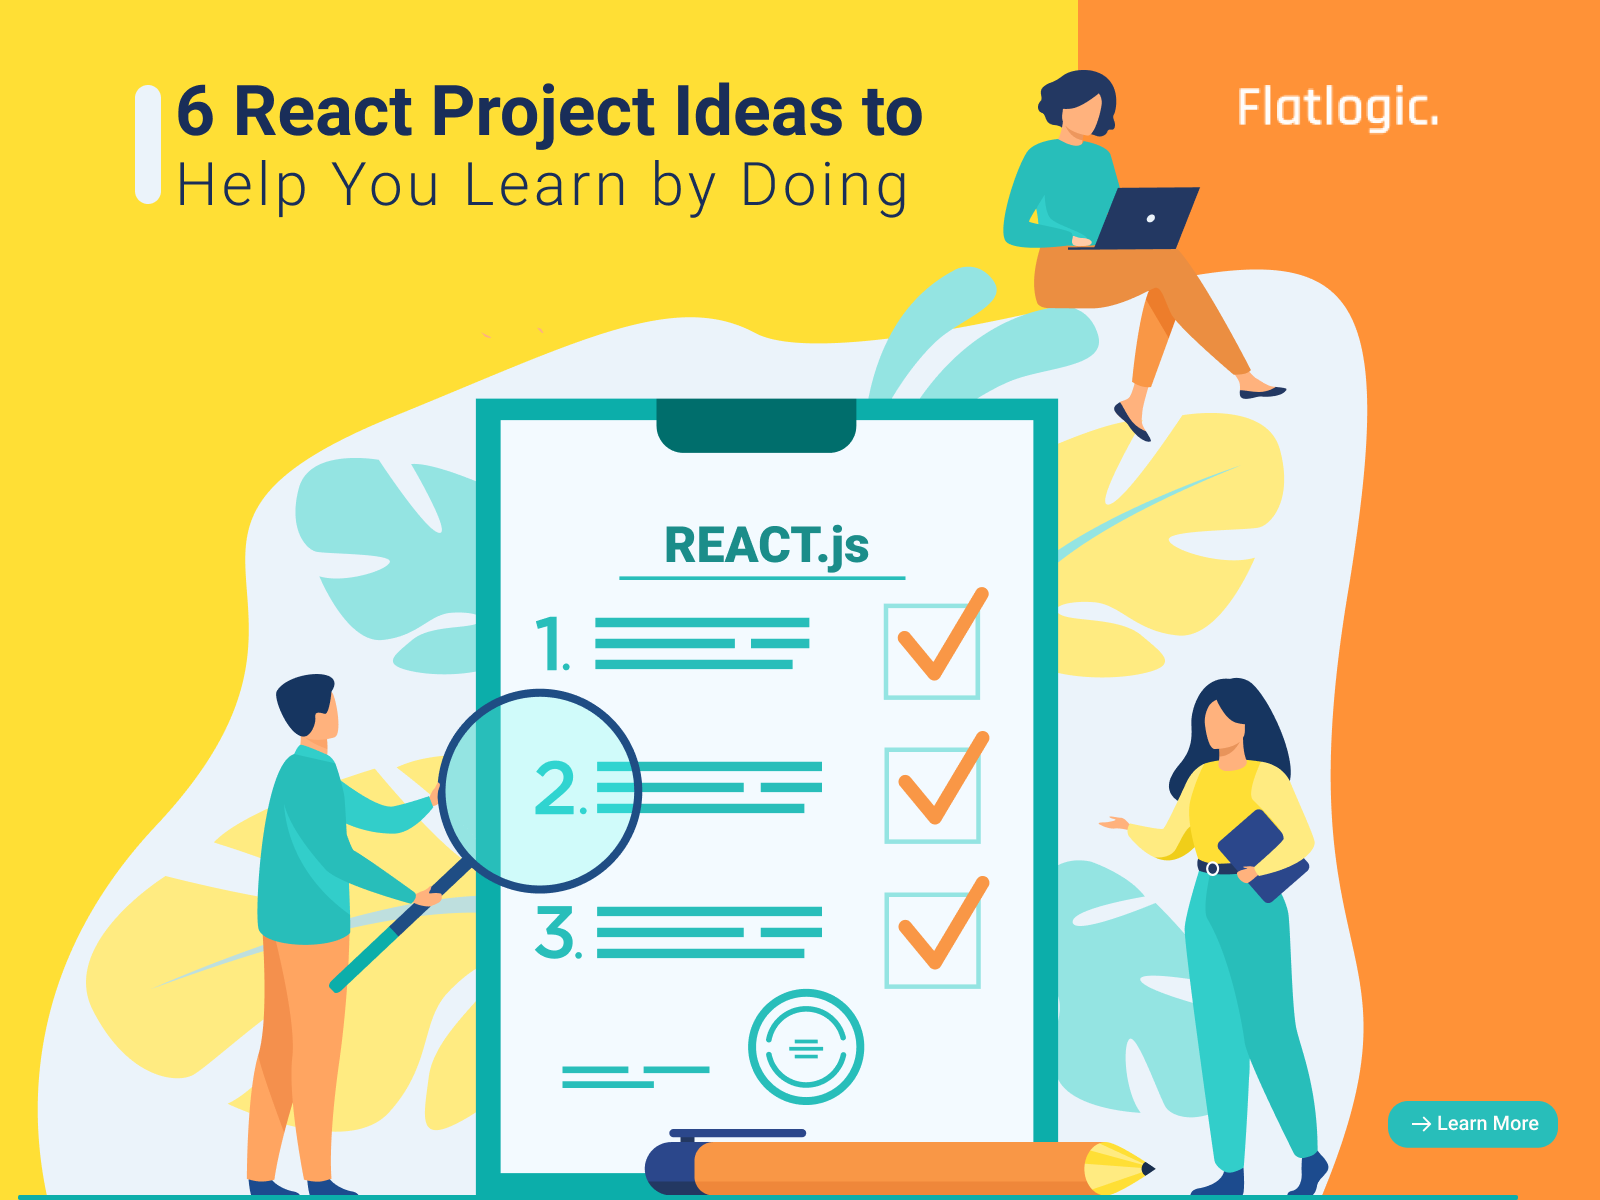 6 React Project Ideas to
Help You Learn by Doing
Flatlogic.
REACT.js
1.
2.
3.
→ Learn More